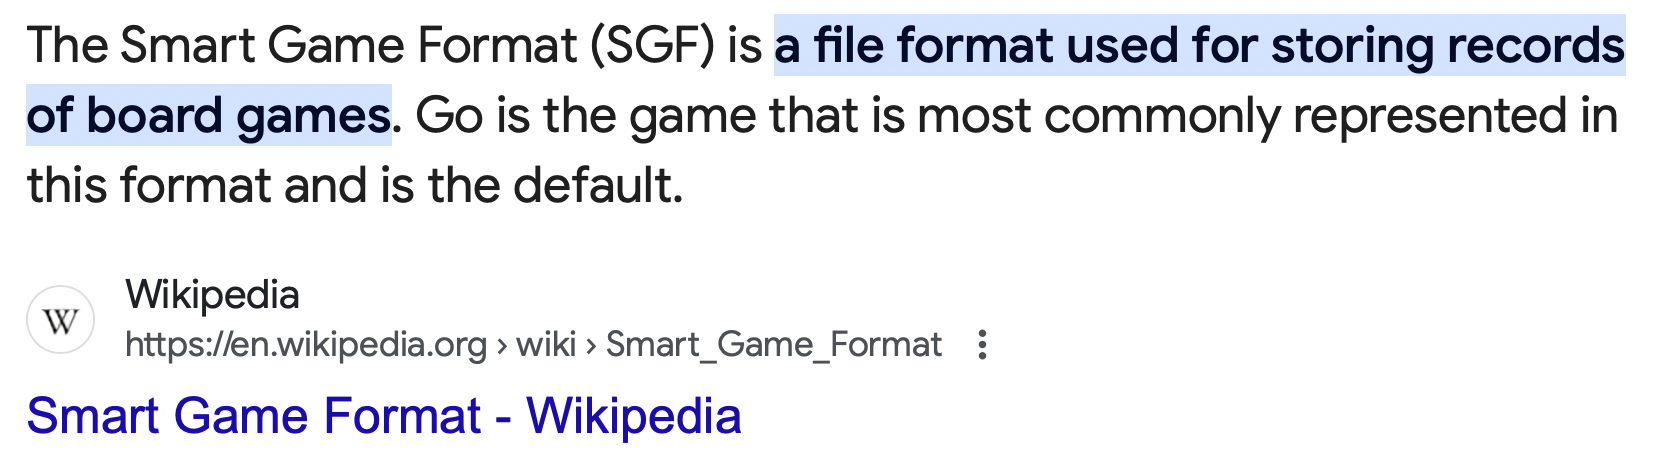 The Smart Game Format (SGF) is a file format used for storing records
of board games. Go is the game that is most commonly represented in
this format and is the default.
W
Wikipedia
https://en.wikipedia.org › wiki › Smart_Game_Format
Smart Game Format - Wikipedia